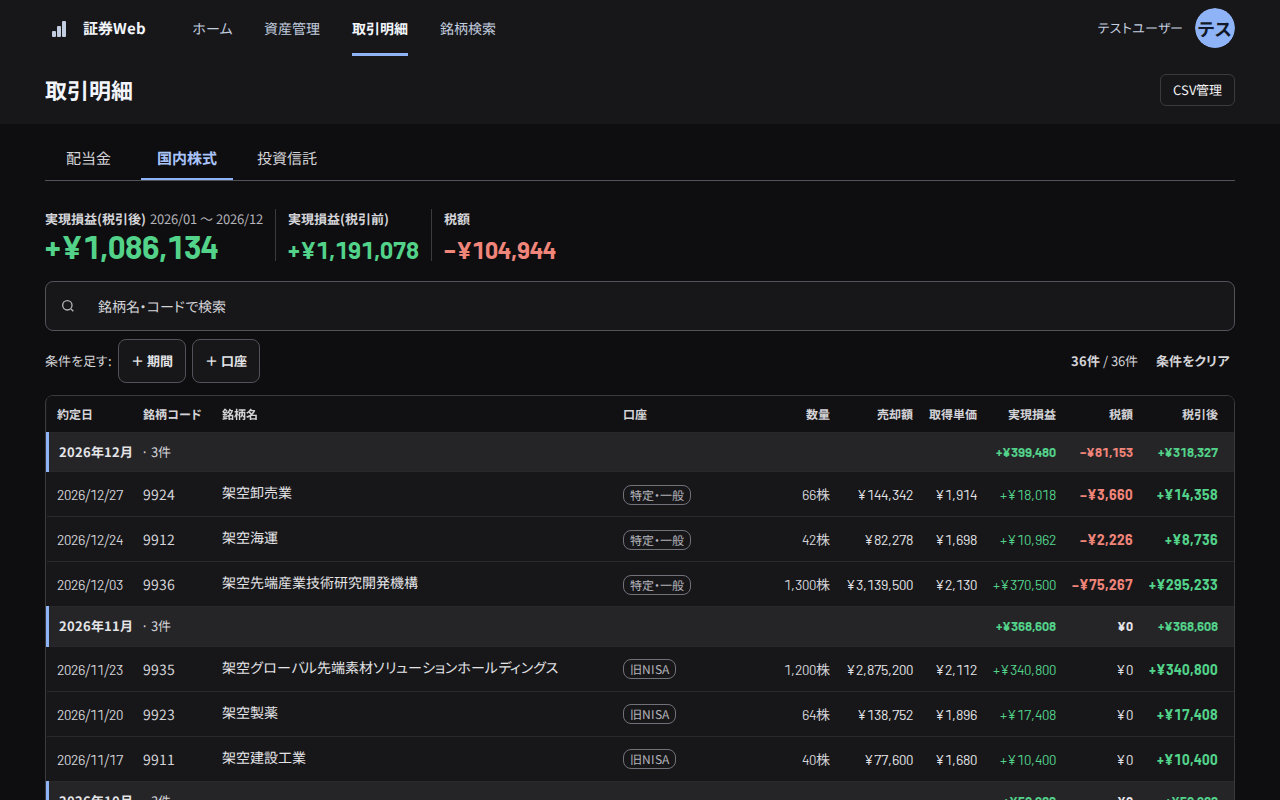 証券Web ホーム 資産管理 取引明細 銘柄検索 テストユーザー テス
取引明細 CSV管理
配当金 国内株式 投資信託
実現損益(税引後) 2026/01 〜 2026/12 実現損益(税引前) 税額
+¥1,086,134 +¥1,191,078 −¥104,944
銘柄名・コードで検索
条件を足す: ＋ 期間 ＋ 口座 36件 / 36件 条件をクリア
約定日 銘柄コード 銘柄名 口座 数量 売却額 取得単価 実現損益 税額 税引後
2026年12月 · 3件 +¥399,480 −¥81,153 +¥318,327
2026/12/27 9924 架空卸売業 特定・一般 66株 ¥144,342 ¥1,914 +¥18,018 −¥3,660 +¥14,358
2026/12/24 9912 架空海運 特定・一般 42株 ¥82,278 ¥1,698 +¥10,962 −¥2,226 +¥8,736
2026/12/03 9936 架空先端産業技術研究開発機構 特定・一般 1,300株 ¥3,139,500 ¥2,130 +¥370,500 −¥75,267 +¥295,233
2026年11月 · 3件 +¥368,608 ¥0 +¥368,608
2026/11/23 9935 架空グローバル先端素材ソリューションホールディングス 旧NISA 1,200株 ¥2,875,200 ¥2,112 +¥340,800 ¥0 +¥340,800
2026/11/20 9923 架空製薬 旧NISA 64株 ¥138,752 ¥1,896 +¥17,408 ¥0 +¥17,408
2026/11/17 9911 架空建設工業 旧NISA 40株 ¥77,600 ¥1,680 +¥10,400 ¥0 +¥10,400